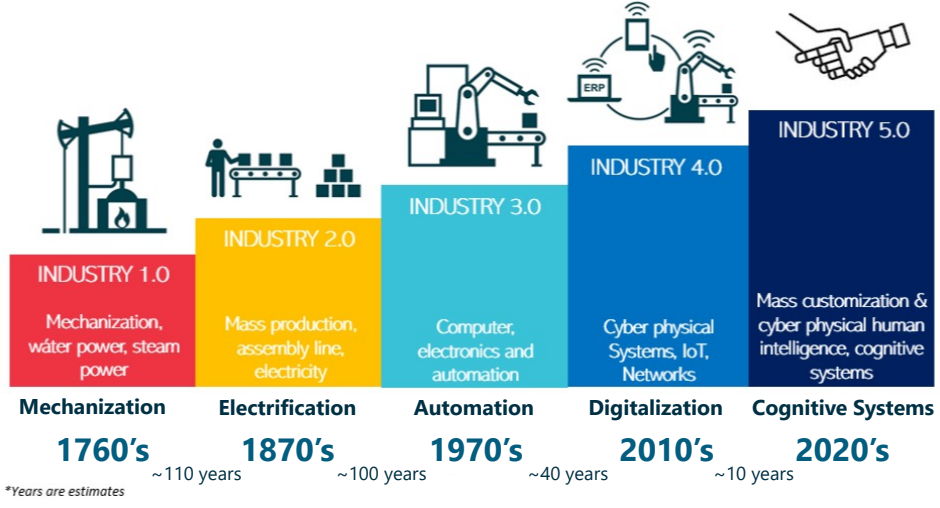 ERP
INDUSTRY 1.0
Mechanization,
wáter power, steam
power
INDUSTRY 2.0
Mass production,
assembly line,
electricity
INDUSTRY 3.0
Computer,
electronics and
automation
INDUSTRY 4.0
Cyber physical
Systems, IoT,
Networks
INDUSTRY 5.0
Mass customization &
cyber physical human
intelligence, cognitive
systems
Mechanization
Electrification
Automation
Digitalization
Cognitive Systems
1760’s
1870’s
1970’s
2010’s
2020’s
~110 years
~100 years
~40 years
~10 years
*Years are estimates